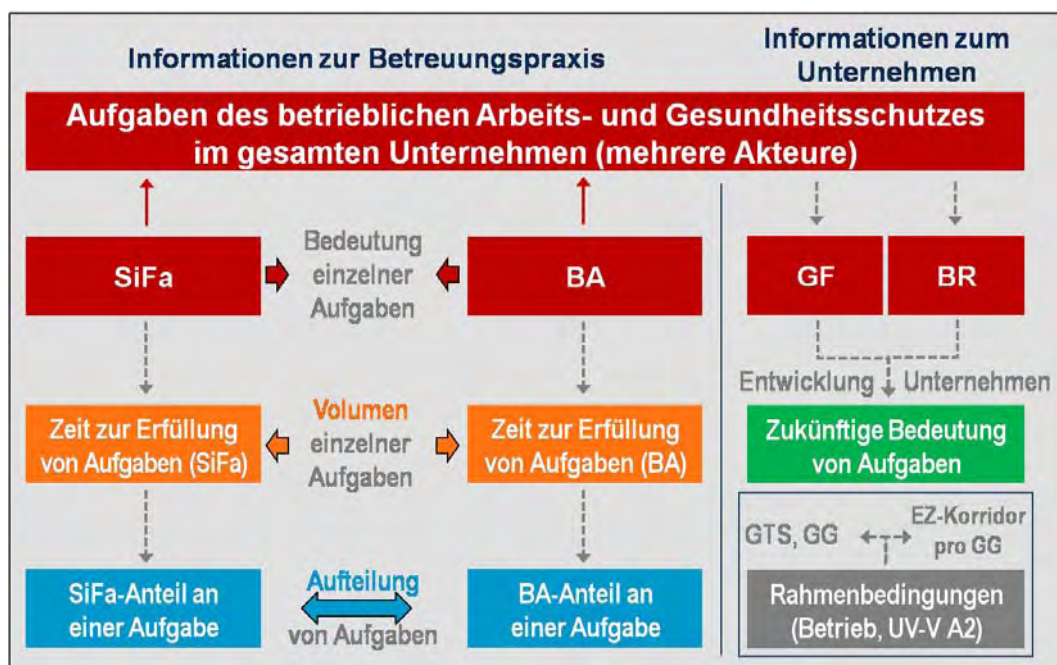 Informationen zur Betreuungspraxis
Informationen zum
Unternehmen
Aufgaben des betrieblichen Arbeits- und Gesundheitsschutzes
im gesamten Unternehmen (mehrere Akteure)
SiFa
Bedeutung
einzelner
Aufgaben
BA
GF
BR
Entwicklung
Unternehmen
Zeit zur Erfüllung
von Aufgaben (SiFa)
Volumen
einzelner
Aufgaben
Zeit zur Erfüllung
von Aufgaben (BA)
Zukünftige Bedeutung
von Aufgaben
GTS, GG
EZ-Korridor
pro GG
SiFa-Anteil an
einer Aufgabe
Aufteilung
von Aufgaben
BA-Anteil an
einer Aufgabe
Rahmenbedingungen
(Betrieb, UV-V A2)